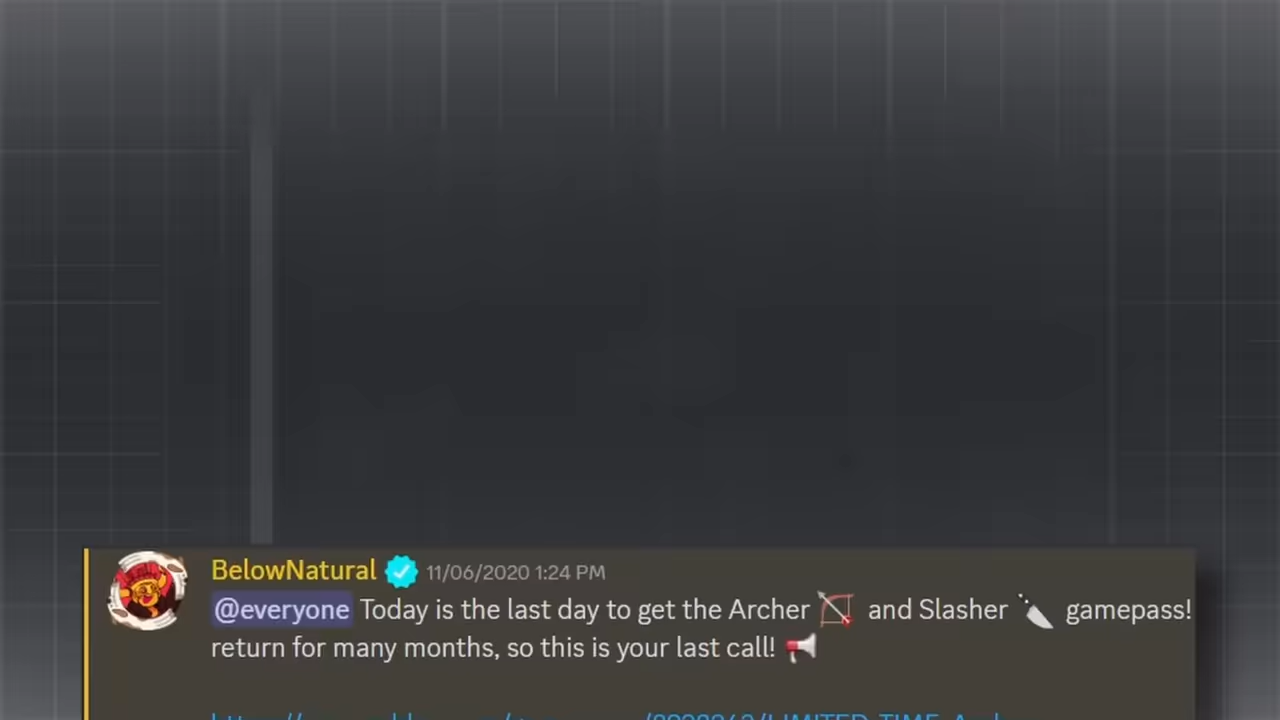 BelowNatural 11/06/2020 1:24 PM
@everyone Today is the last day to get the Archer 🏹 and Slasher 🔪 gamepass!
return for many months, so this is your last call! 📢